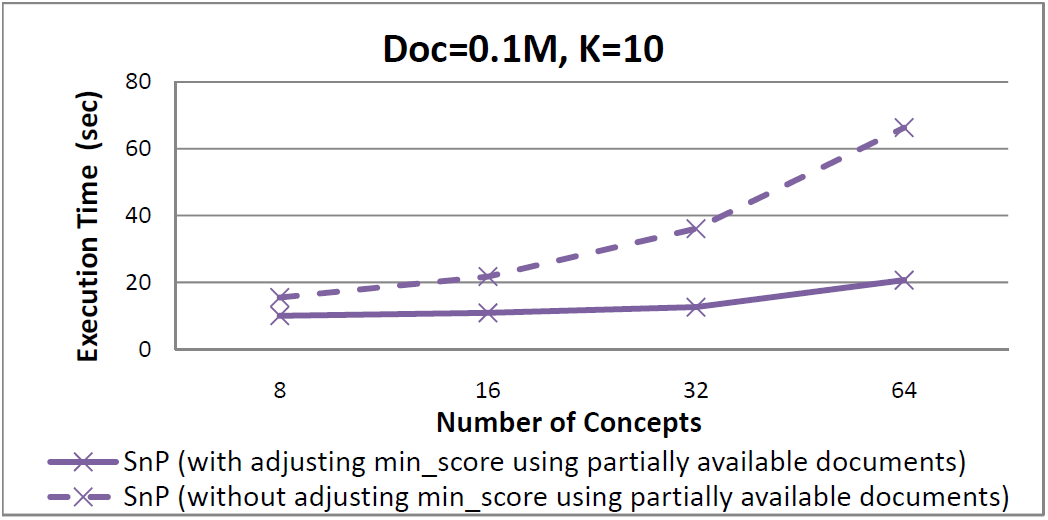 Doc=0.1M, K=10
80
60
40
20
0
Execution Time (sec)
8 16 32 64
Number of Concepts
SnP (with adjusting min_score using partially available documents)
SnP (without adjusting min_score using partially available documents)